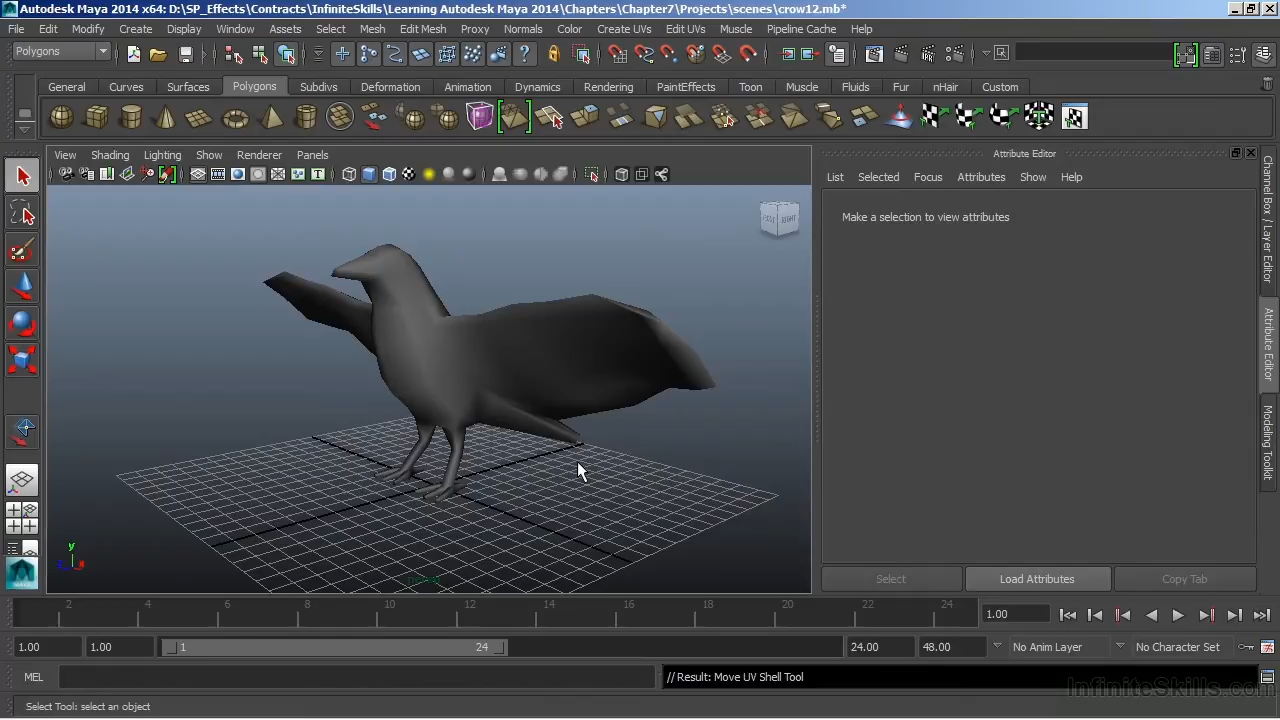 Autodesk Maya 2014 x64: D:\SP_Effects\Contracts\InfiniteSkills\Learning Autodesk Maya 2014\Chapters\Chapter7\Projects\scenes\crow12.mb*
File Edit Modify Create Display Window Assets Select Mesh Edit Mesh Proxy Normals Color Create UVs Edit UVs Muscle Pipeline Cache Help
Polygons
General Curves Surfaces Polygons Subdivs Deformation Animation Dynamics Rendering PaintEffects Toon Muscle Fluids Fur nHair Custom
View Shading Lighting Show Renderer Panels
Attribute Editor
List Selected Focus Attributes Show Help
Make a selection to view attributes
RIGHT
Channel Box / Layer Editor
Attribute Editor
Modeling Toolkit
y
x
persp
Select Load Attributes Copy Tab
2 4 6 8 10 12 14 16 18 20 22 24
1.00
1.00 1.00 1 24 24.00 48.00 No Anim Layer No Character Set
MEL // Result: Move UV Shell Tool
InfiniteSkills.com
Select Tool: select an object